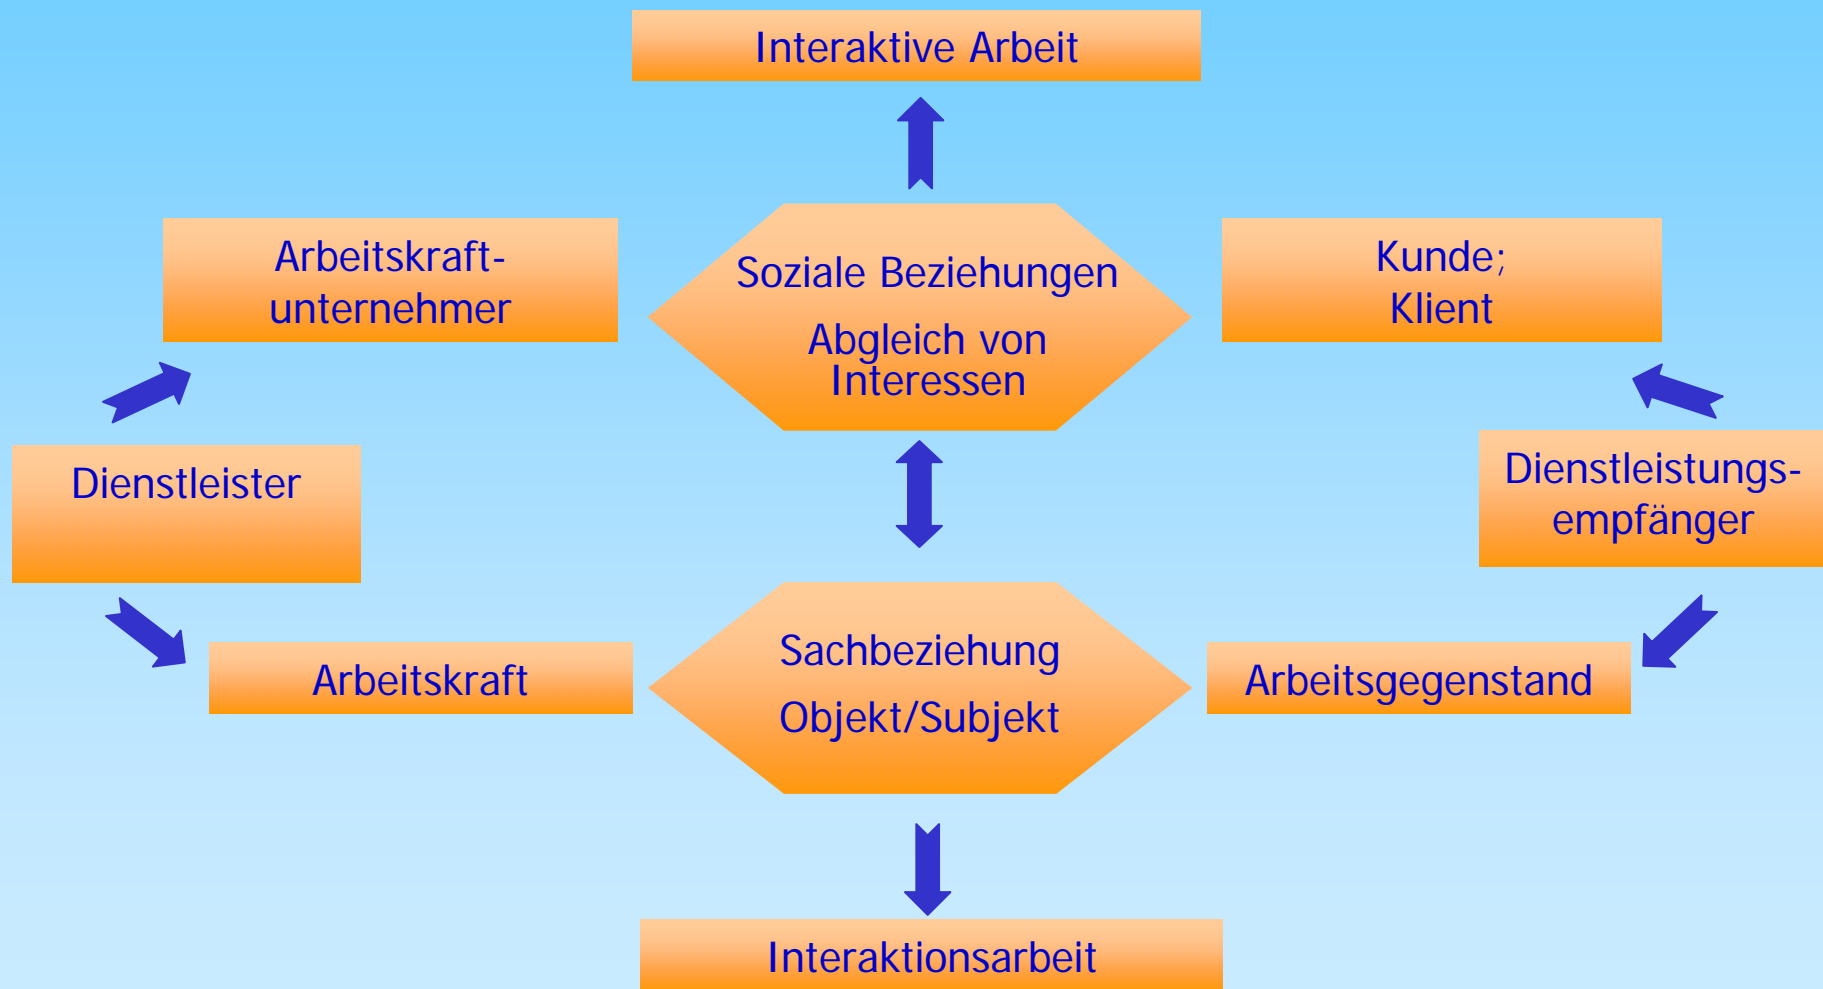 Interaktive Arbeit
Arbeitskraft-
unternehmer
Soziale Beziehungen
Abgleich von
Interessen
Kunde;
Klient
Dienstleister
Dienstleistungs-
empfänger
Arbeitskraft
Sachbeziehung
Objekt/Subjekt
Arbeitsgegenstand
Interaktionsarbeit